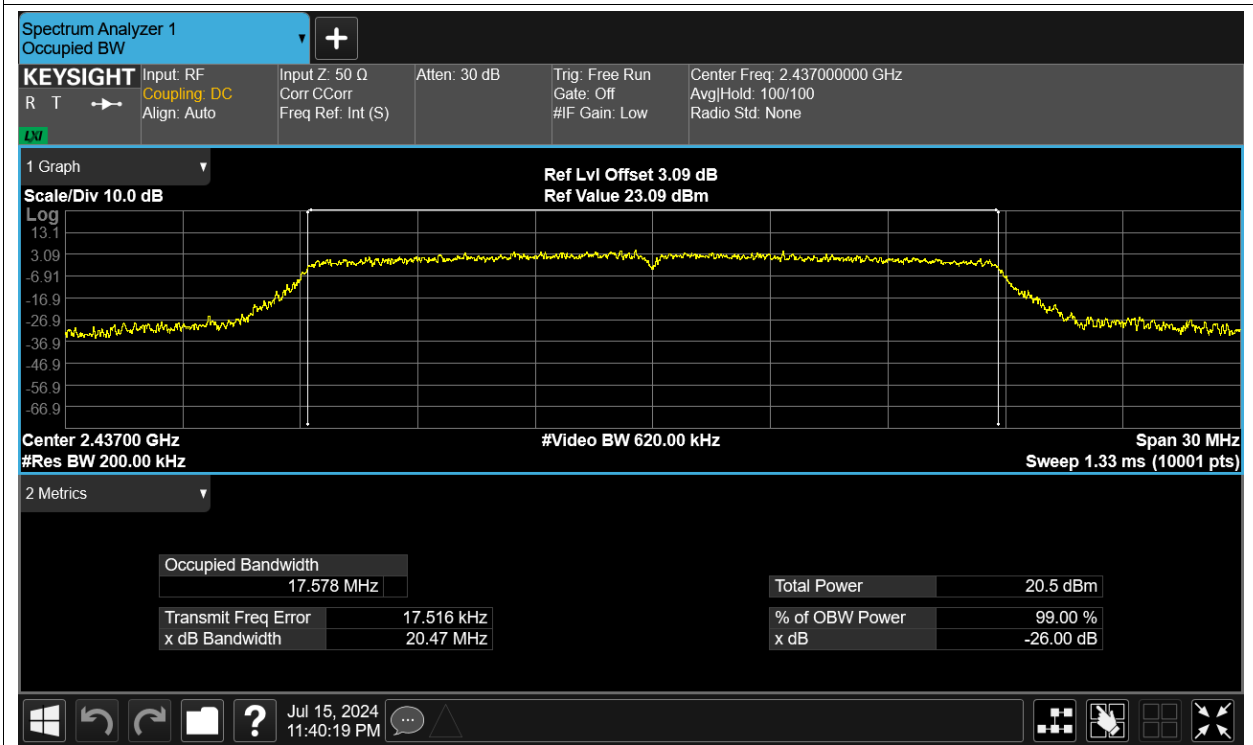 Spectrum Analyzer 1
Occupied BW
KEYSIGHT
R T
LXI
Input: RF
Coupling: DC
Align: Auto
Input Z: 50 Ω
Corr CCorr
Freq Ref: Int (S)
Atten: 30 dB
Trig: Free Run
Gate: Off
#IF Gain: Low
Center Freq: 2.437000000 GHz
Avg|Hold: 100/100
Radio Std: None
1 Graph
Scale/Div 10.0 dB
Ref Lvl Offset 3.09 dB
Ref Value 23.09 dBm
Log
13.1
3.09
-6.91
-16.9
-26.9
-36.9
-46.9
-56.9
-66.9
Center 2.43700 GHz
#Video BW 620.00 kHz
Span 30 MHz
#Res BW 200.00 kHz
Sweep 1.33 ms (10001 pts)
2 Metrics
Occupied Bandwidth
17.578 MHz
Transmit Freq Error 17.516 kHz
x dB Bandwidth 20.47 MHz
Total Power 20.5 dBm
% of OBW Power 99.00 %
x dB -26.00 dB
?
Jul 15, 2024
11:40:19 PM